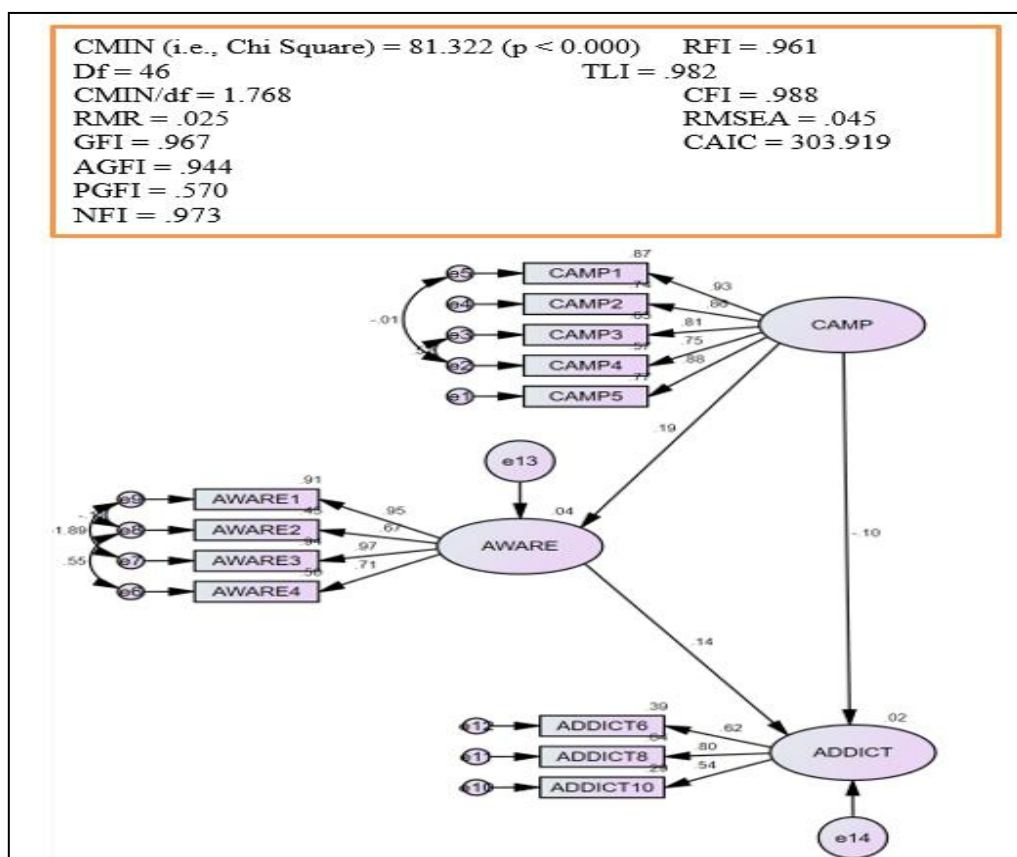 CMIN (i.e., Chi Square) = 81.322 (p < 0.000) RFI = .961
Df = 46 TLI = .982
CMIN/df = 1.768 CFI = .988
RMR = .025 RMSEA = .045
GFI = .967 CAIC = 303.919
AGFI = .944
PGFI = .570
NFI = .973
.87
e5 CAMP1 .93
e4 CAMP2 .86
-.01
e3 CAMP3 .81
e2 CAMP4 .75
.88
.77
e1 CAMP5
CAMP
.19
e13
.91
.04
e9 AWARE1 .95
e8 AWARE2 .67
e7 AWARE3 .97
.55
.71
e6 AWARE4
AWARE
-.10
.14
.39
.02
e12 ADDICT6 .62
e11 ADDICT8 .80
.54
e10 ADDICT10
ADDICT
e14